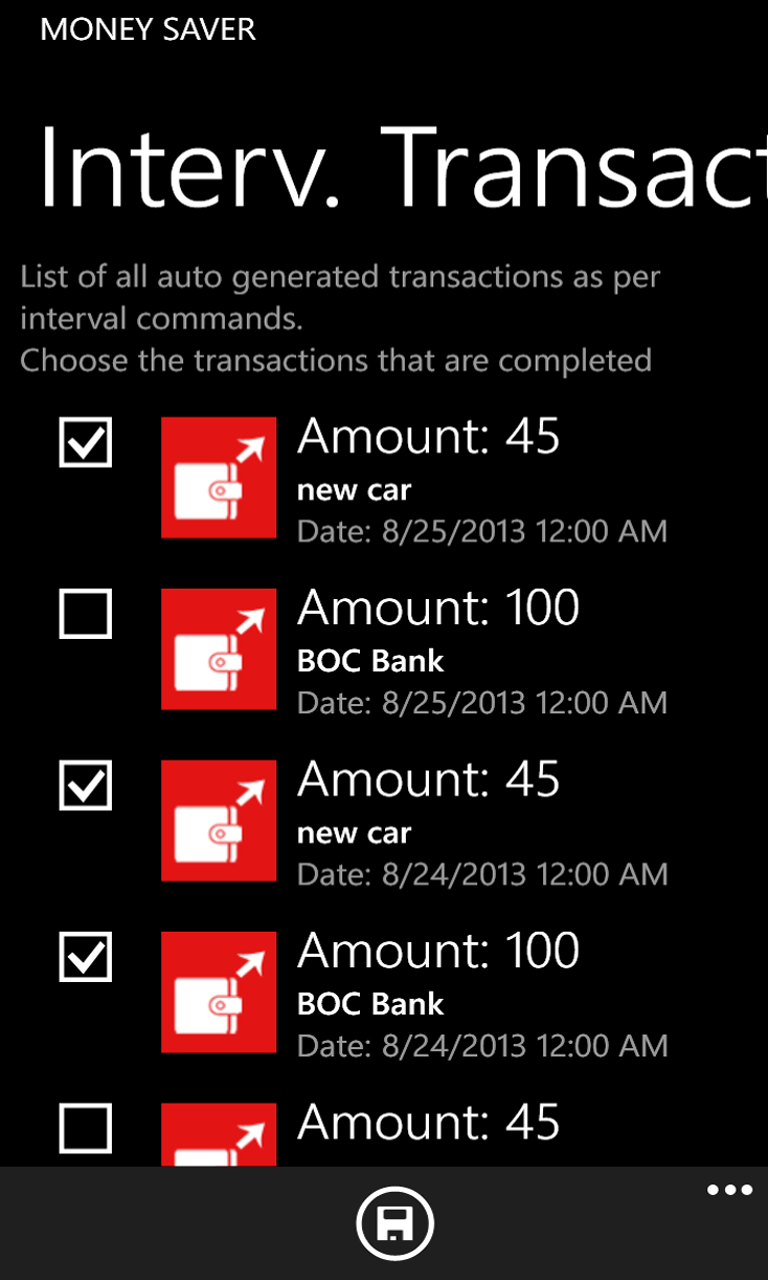 MONEY SAVER
Interv. Transact
List of all auto generated transactions as per
interval commands.
Choose the transactions that are completed
Amount: 45
new car
Date: 8/25/2013 12:00 AM
Amount: 100
BOC Bank
Date: 8/25/2013 12:00 AM
Amount: 45
new car
Date: 8/24/2013 12:00 AM
Amount: 100
BOC Bank
Date: 8/24/2013 12:00 AM
Amount: 45